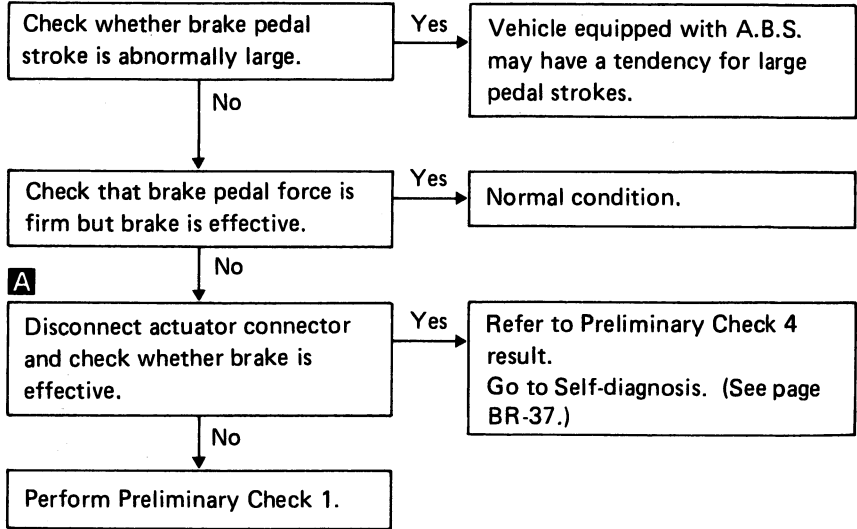 Check whether brake pedal
stroke is abnormally large.
Yes
Vehicle equipped with A.B.S.
may have a tendency for large
pedal strokes.
No
Check that brake pedal force is
firm but brake is effective.
Yes
Normal condition.
No
A
Disconnect actuator connector
and check whether brake is
effective.
Yes
Refer to Preliminary Check 4
result.
Go to Self-diagnosis. (See page
BR-37.)
No
Perform Preliminary Check 1.